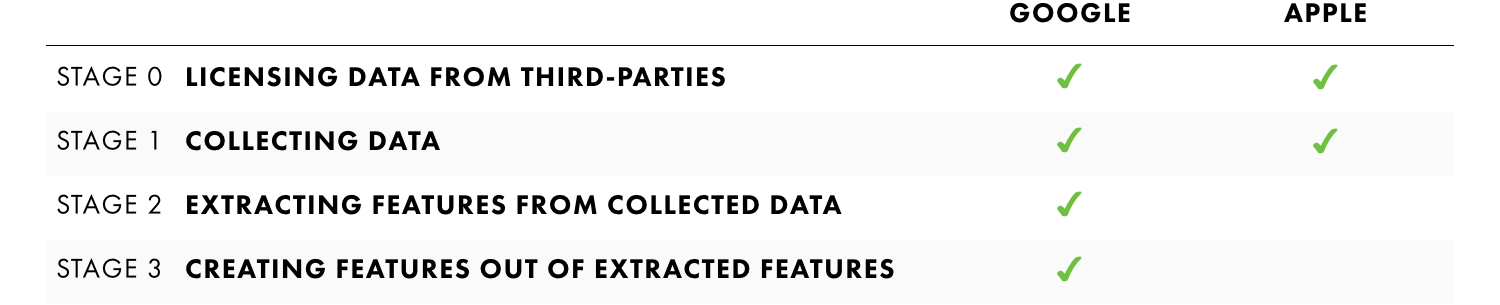 GOOGLE APPLE
STAGE 0 LICENSING DATA FROM THIRD-PARTIES ✓ ✓
STAGE 1 COLLECTING DATA ✓ ✓
STAGE 2 EXTRACTING FEATURES FROM COLLECTED DATA ✓
STAGE 3 CREATING FEATURES OUT OF EXTRACTED FEATURES ✓